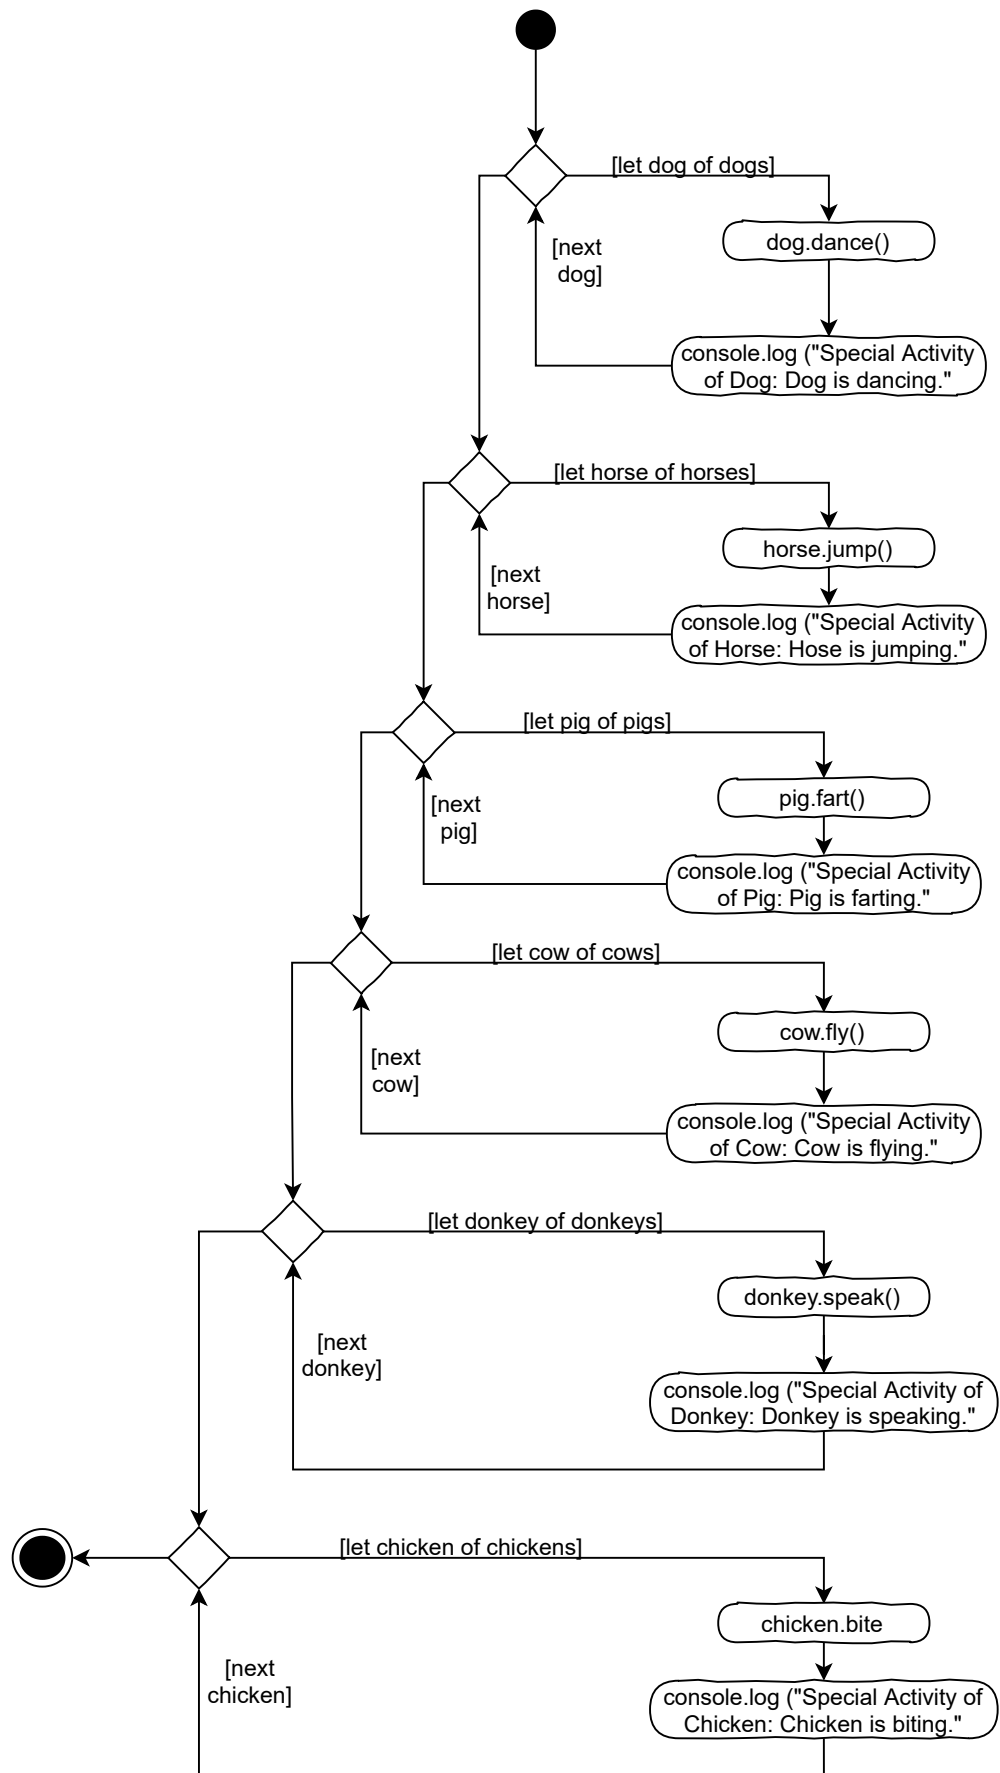 [let dog of dogs]
dog.dance()
[next
dog]
console.log ("Special Activity
of Dog: Dog is dancing."
[let horse of horses]
horse.jump()
[next
horse]
console.log ("Special Activity
of Horse: Hose is jumping."
[let pig of pigs]
pig.fart()
[next
pig]
console.log ("Special Activity
of Pig: Pig is farting."
[let cow of cows]
cow.fly()
[next
cow]
console.log ("Special Activity
of Cow: Cow is flying."
[let donkey of donkeys]
donkey.speak()
[next
donkey]
console.log ("Special Activity of
Donkey: Donkey is speaking."
[let chicken of chickens]
chicken.bite
[next
chicken]
console.log ("Special Activity of
Chicken: Chicken is biting."